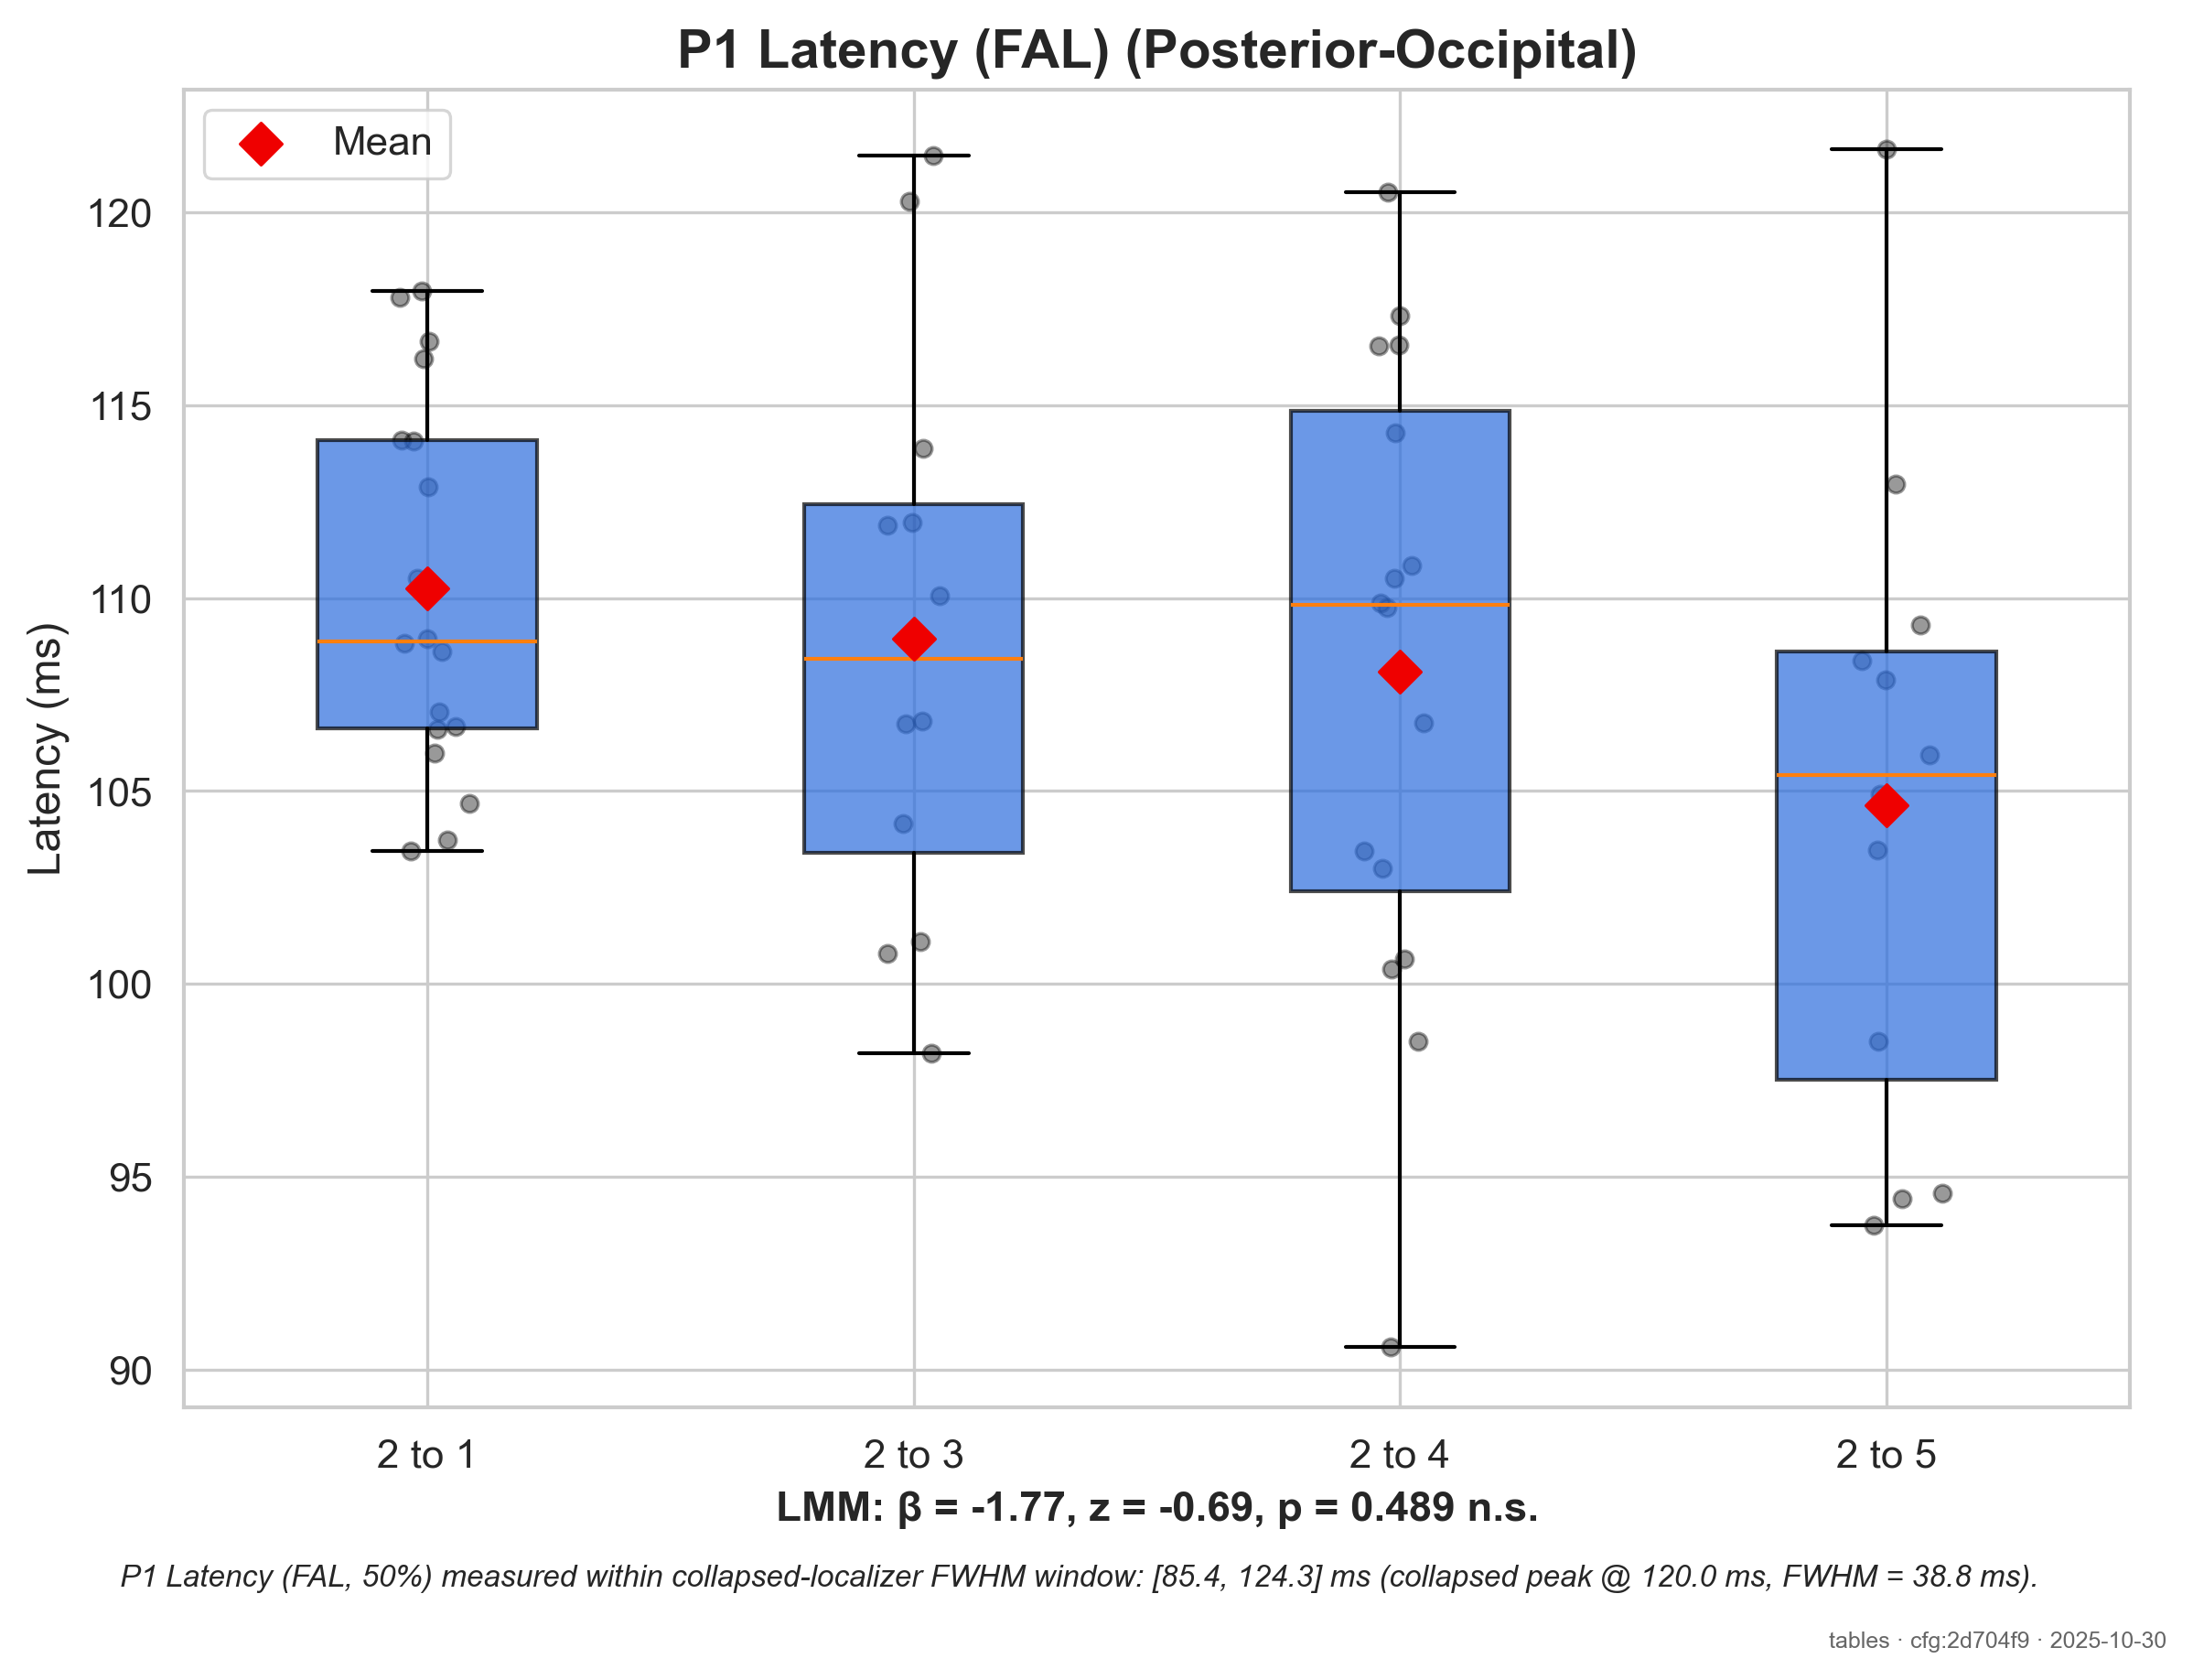 P1 Latency (FAL) (Posterior-Occipital)
Mean
120
115
110
105
100
95
90
Latency (ms)
2 to 1
2 to 3
2 to 4
2 to 5
LMM: β = -1.77, z = -0.69, p = 0.489 n.s.
P1 Latency (FAL, 50%) measured within collapsed-localizer FWHM window: [85.4, 124.3] ms (collapsed peak @ 120.0 ms, FWHM = 38.8 ms).
tables · cfg:2d704f9 · 2025-10-30